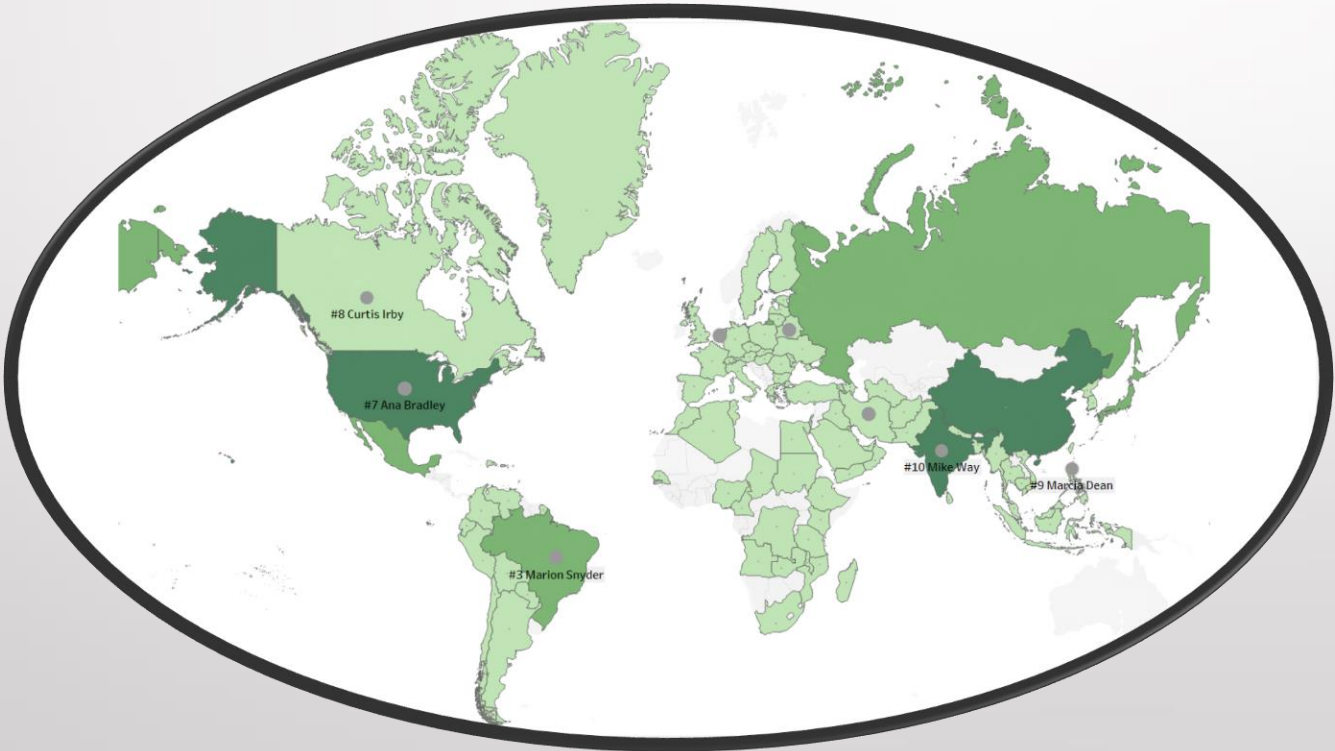 #8 Curtis Irby
#7 Ana Bradley
#10 Mike Way
#9 Marcia Dean
#3 Marion Snyder